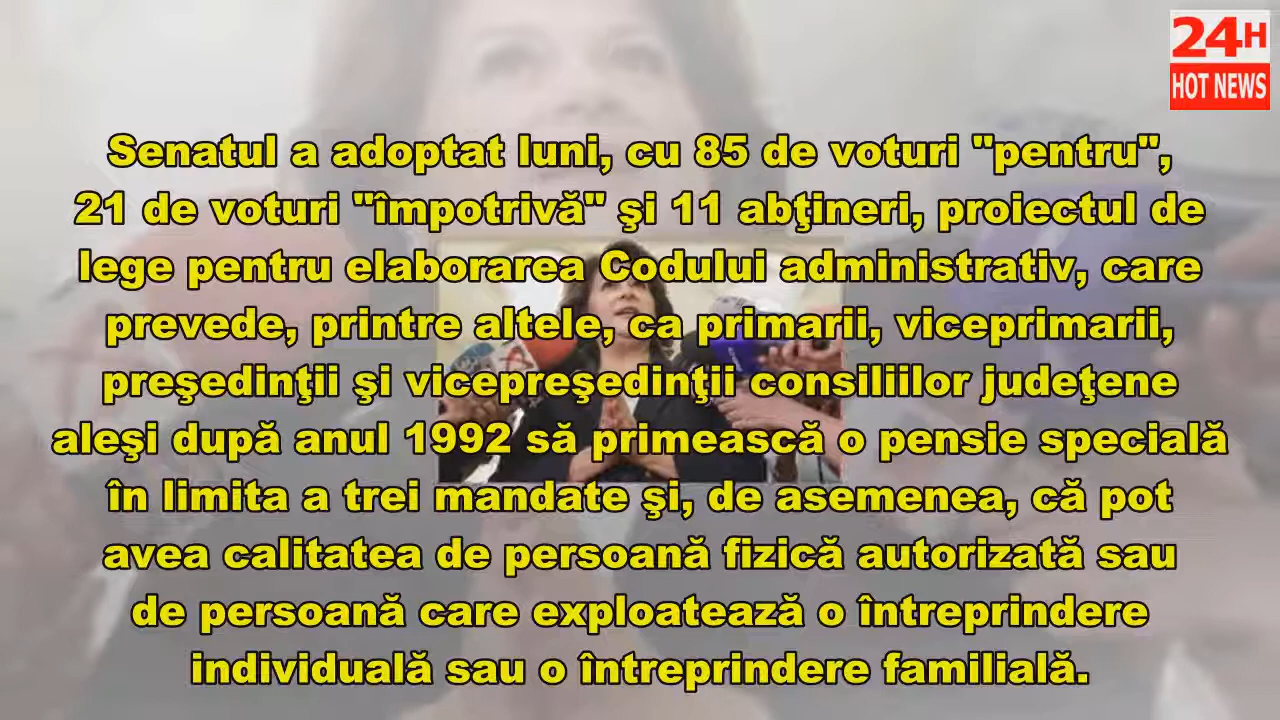 24H
HOT NEWS
Senatul a adoptat luni, cu 85 de voturi "pentru",
21 de voturi "împotrivă" şi 11 abţineri, proiectul de
lege pentru elaborarea Codului administrativ, care
prevede, printre altele, ca primarii, viceprimarii,
preşedinţii şi vicepreşedinţii consiliilor judeţene
aleşi după anul 1992 să primească o pensie specială
în limita a trei mandate şi, de asemenea, că pot
avea calitatea de persoană fizică autorizată sau
de persoană care exploatează o întreprindere
individuală sau o întreprindere familială.